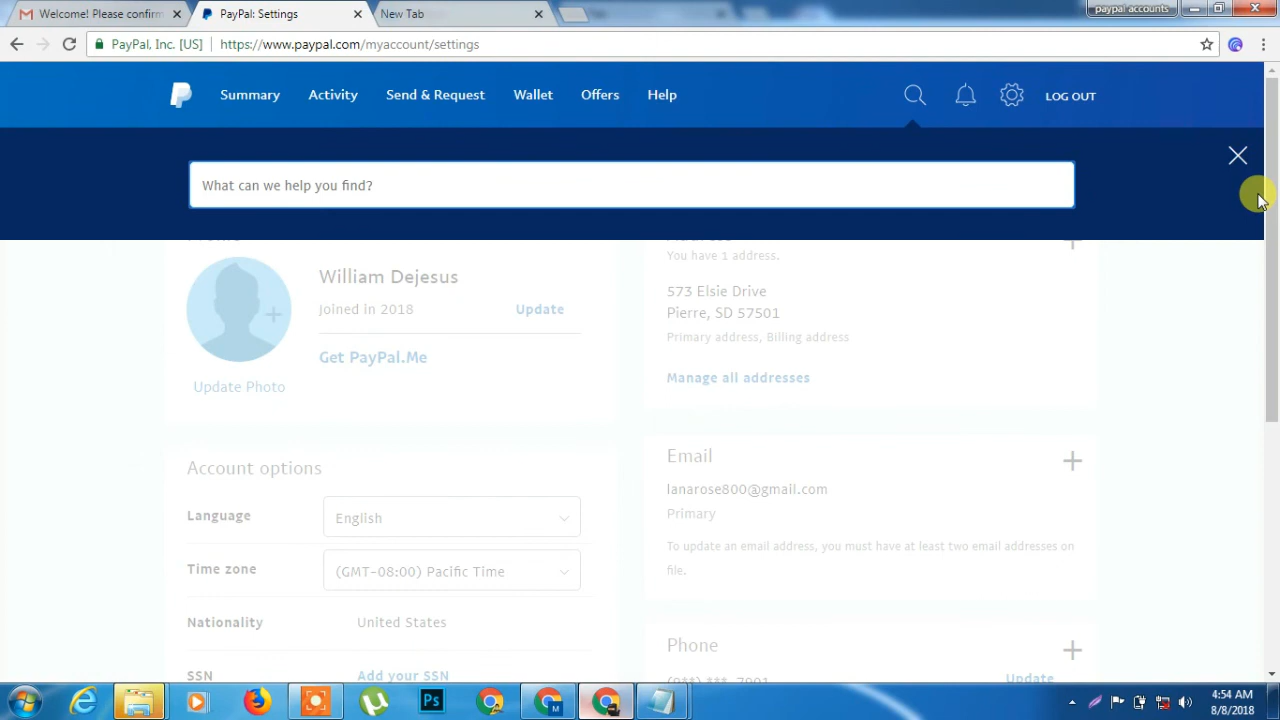 Welcome! Please confirm
PayPal: Settings
New Tab
paypal accounts
PayPal, Inc. [US]
https://www.paypal.com/myaccount/settings
Summary
Activity
Send & Request
Wallet
Offers
Help
LOG OUT
What can we help you find?
William Dejesus
Joined in 2018
Update
Get PayPal.Me
Update Photo
You have 1 address.
573 Elsie Drive
Pierre, SD 57501
Primary address, Billing address
Manage all addresses
Account options
Language
English
Time zone
(GMT-08:00) Pacific Time
Nationality
United States
SSN
Add your SSN
Email
lanarose800@gmail.com
Primary
To update an email address, you must have at least two email addresses on
file.
Phone
Update
Ps
4:54 AM
8/8/2018